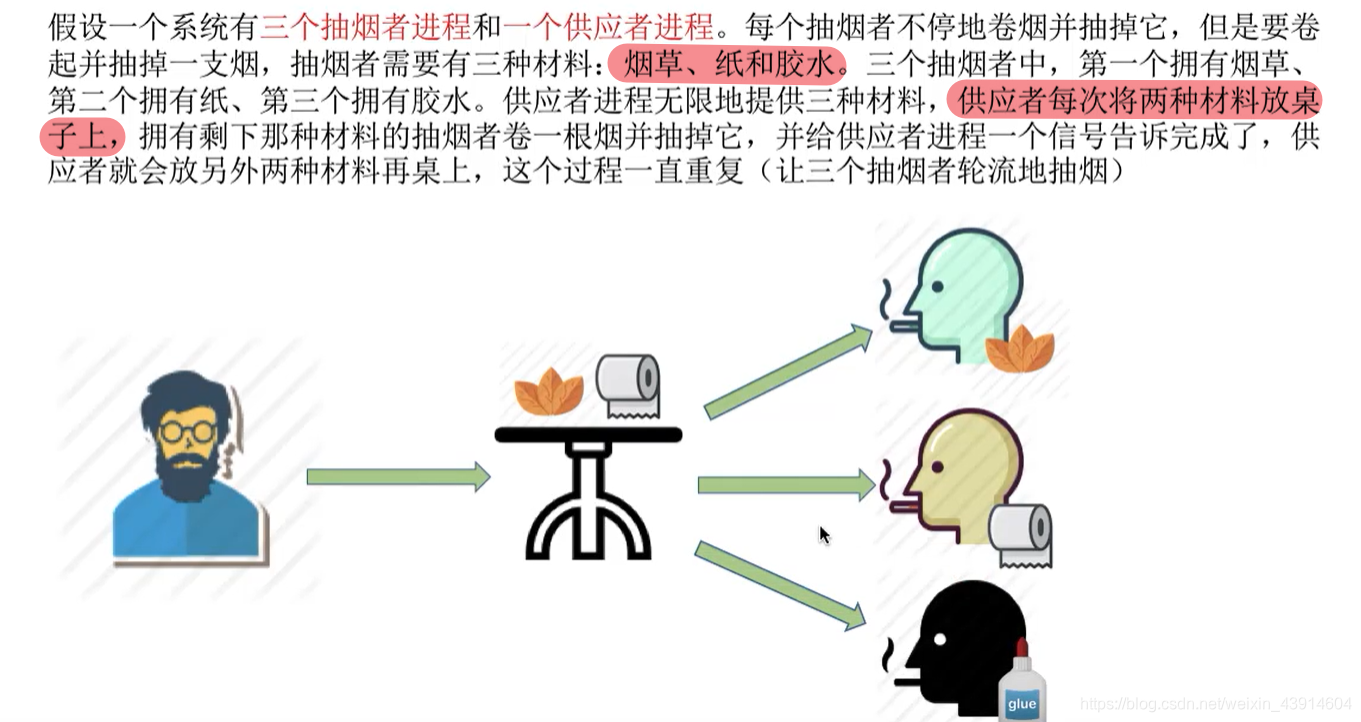 假设一个系统有三个抽烟者进程和一个供应者进程。每个抽烟者不停地卷烟并抽掉它，但是要卷
起并抽掉一支烟，抽烟者需要有三种材料：烟草、纸和胶水。三个抽烟者中，第一个拥有烟草、
第二个拥有纸、第三个拥有胶水。供应者进程无限地提供三种材料，供应者每次将两种材料放桌
子上，拥有剩下那种材料的抽烟者卷一根烟并抽掉它，并给供应者进程一个信号告诉完成了，供
应者就会放另外两种材料再桌上，这个过程一直重复（让三个抽烟者轮流地抽烟）
glue
https://blog.csdn.net/weixin_43914604